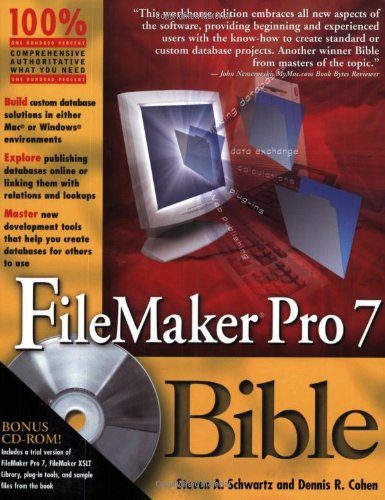 100%
ONE HUNDRED PERCENT
COMPREHENSIVE
AUTHORITATIVE
WHAT YOU NEED
ONE HUNDRED PERCENT
"This workhorse edition embraces all new aspects
of the software, providing beginning and experienced
users with the know-how to create standard or
custom database projects. Another winner Bible
from masters of the topic."
— John Nemerovski, MyMac.com Book Bytes Reviewer
Build custom database
solutions in either
Mac® or Windows®
environments
Explore publishing
databases online or
linking them with
relations and lookups
Master new
development tools
that help you create
databases for others
to use
data exchange
calculations
plug-ins
web publishing
FileMaker® Pro 7
Bible
BONUS
CD-ROM!
Includes a trial version of
FileMaker Pro 7, FileMaker XSLT
Library, plug-in tools, and sample
files from the book
Steven A. Schwartz and Dennis R. Cohen